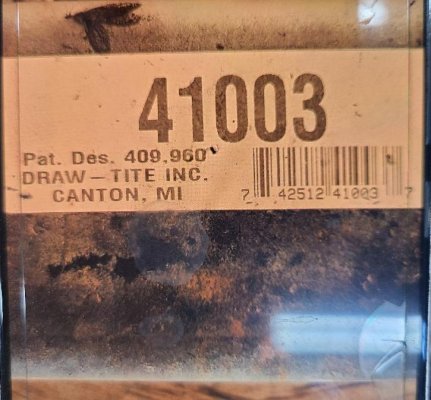 41003
Pat. Des. 409,960
DRAW-TITE INC.
CANTON, MI
7 42512 41003 7